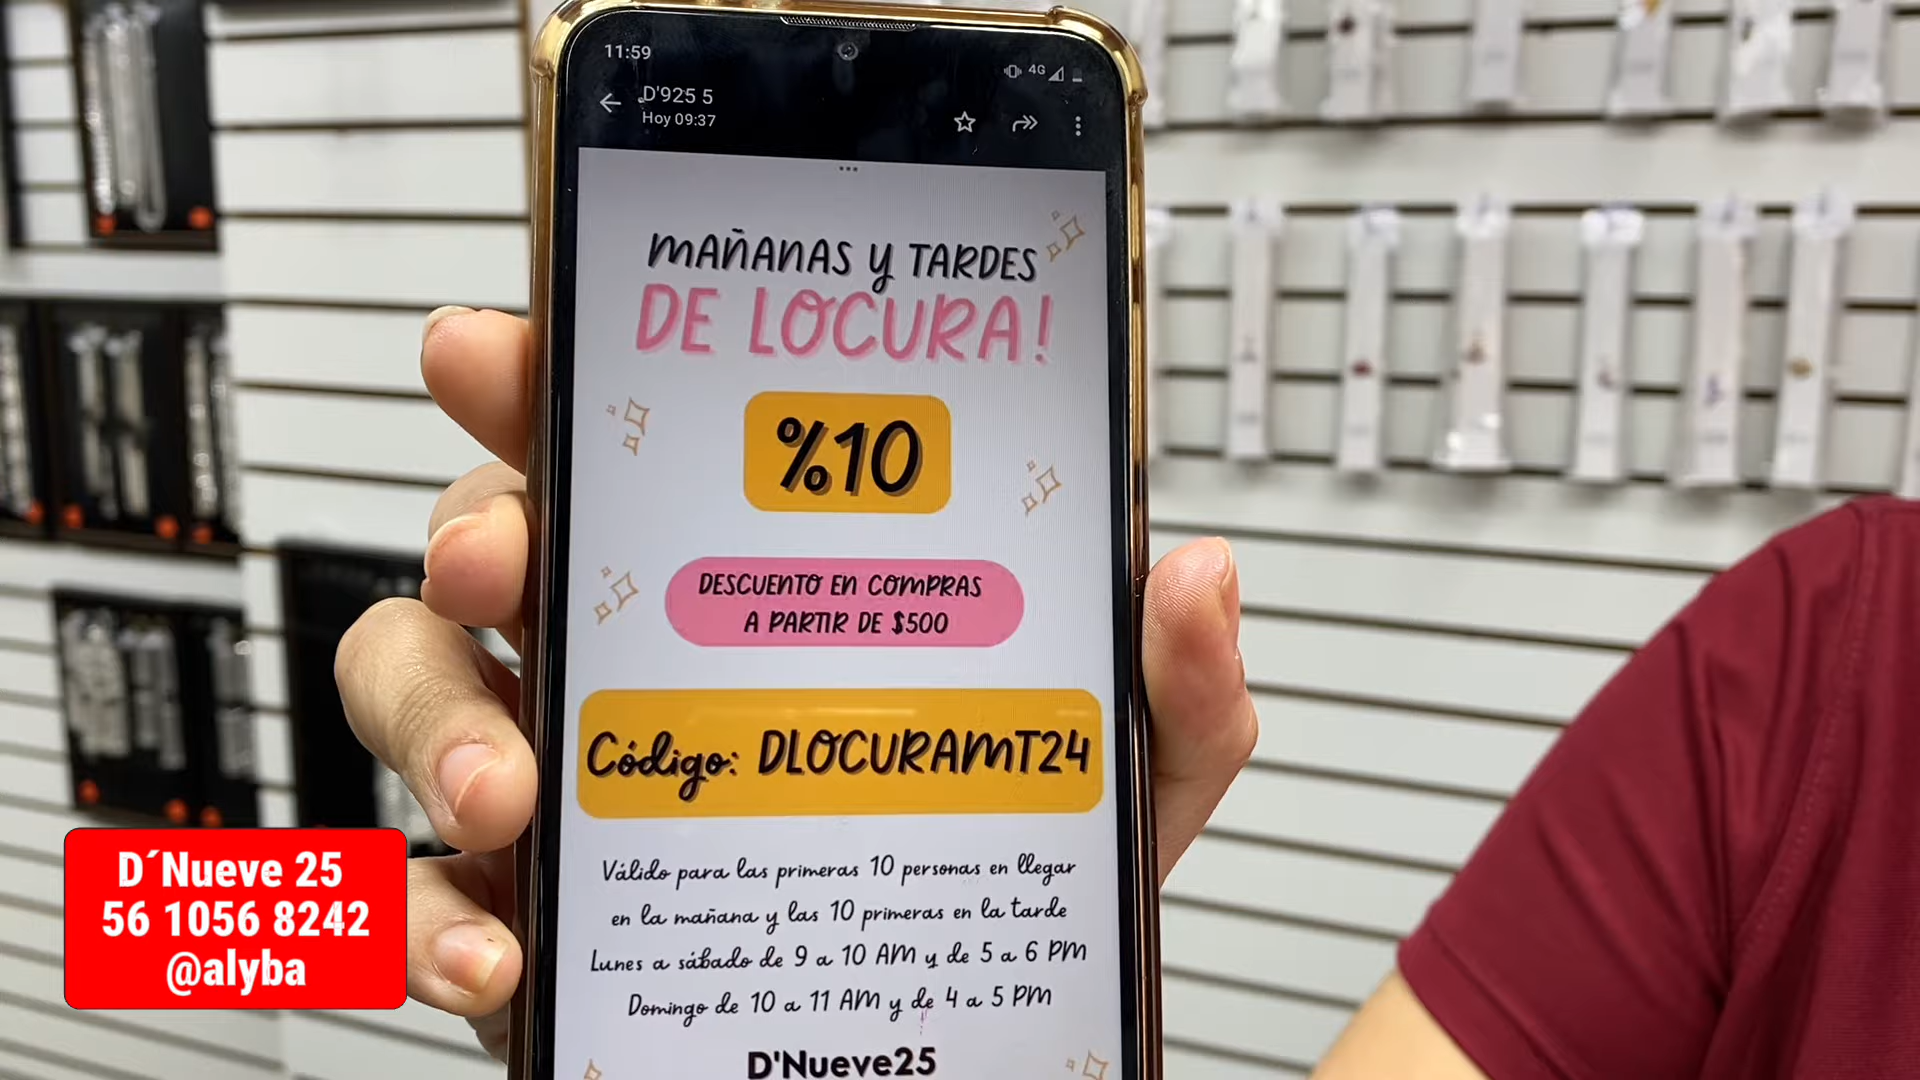 11:59
4G
D'925 5
Hoy 09:37
MAÑANAS Y TARDES
DE LOCURA!
%10
DESCUENTO EN COMPRAS
A PARTIR DE $500
Código: DLOCURAMT24
Válido para las primeras 10 personas en llegar
en la mañana y las 10 primeras en la tarde
Lunes a sábado de 9 a 10 AM y de 5 a 6 PM
Domingo de 10 a 11 AM y de 4 a 5 PM
D'Nueve25
D´Nueve 25
56 1056 8242
@alyba